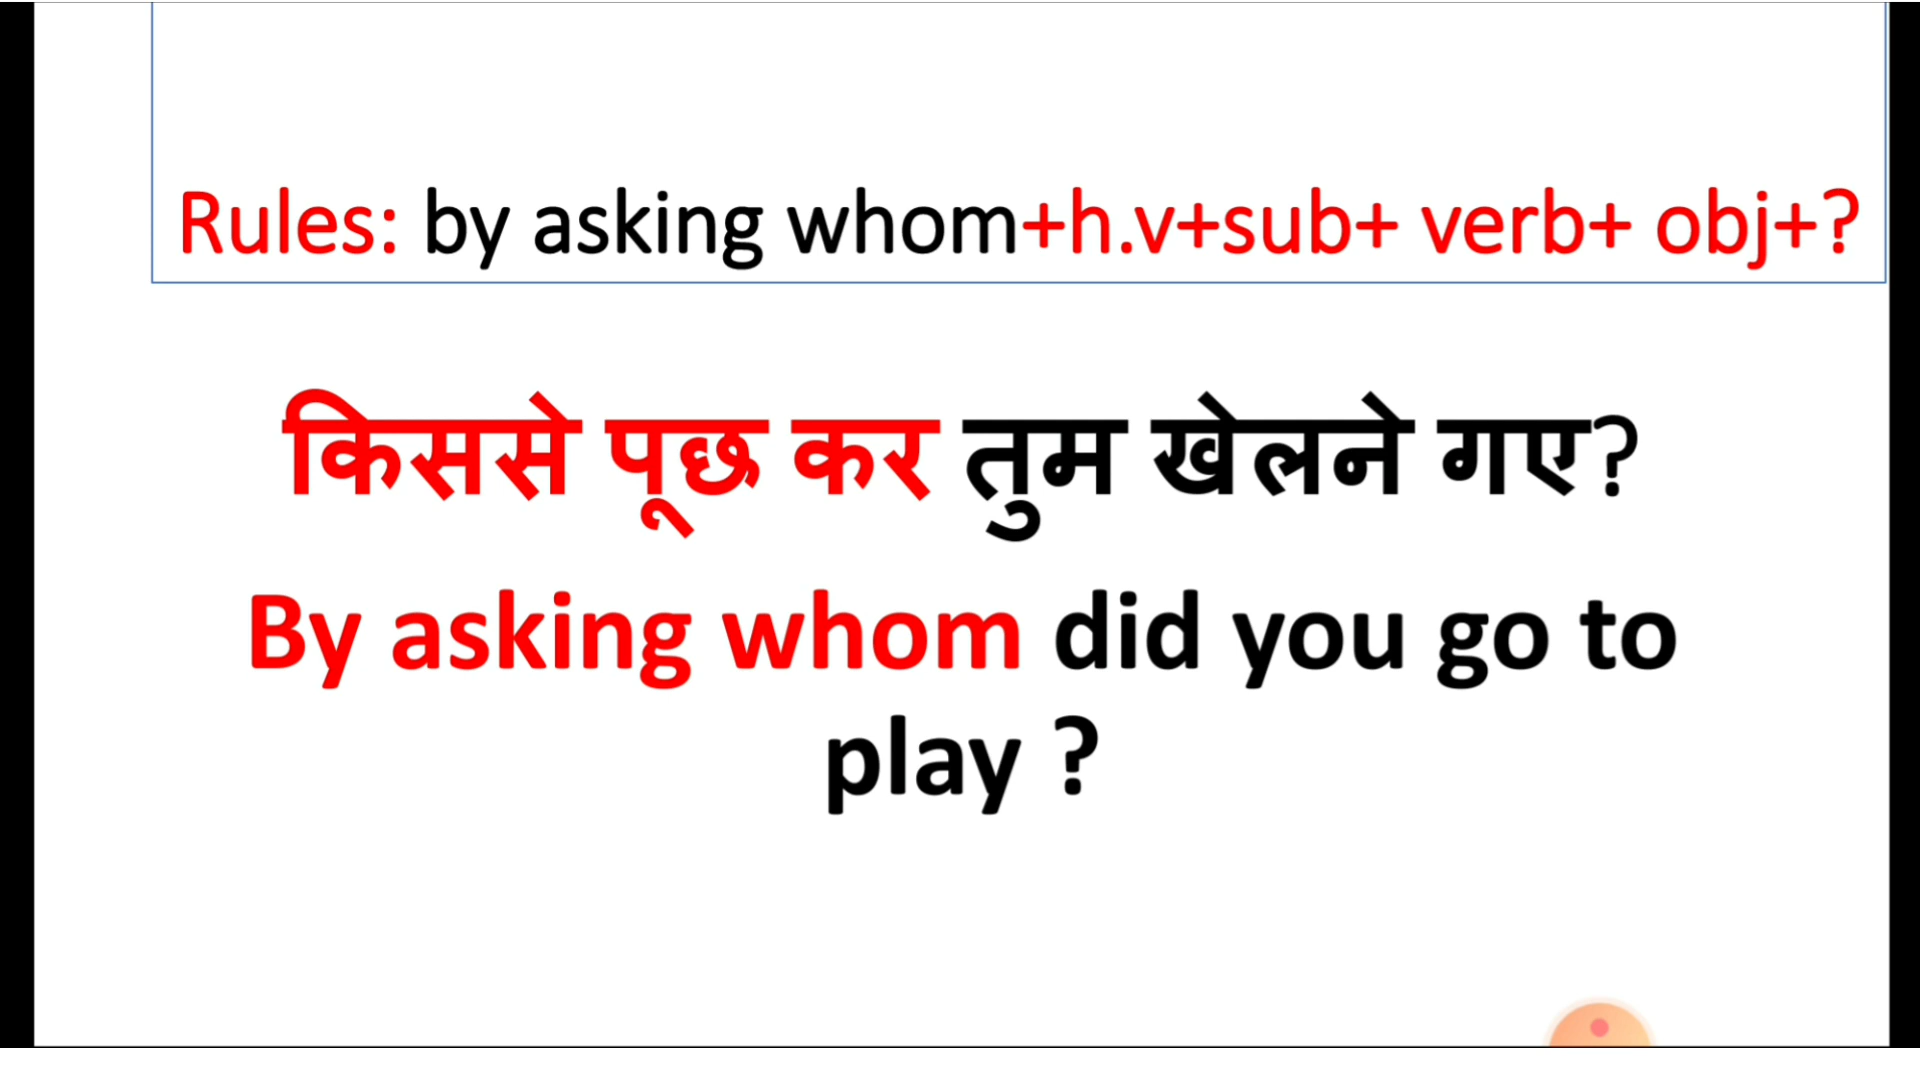 Rules: by asking whom+h.v+sub+ verb+ obj+?
किससे पूछ कर तुम खेलने गए?
By asking whom did you go to
play ?